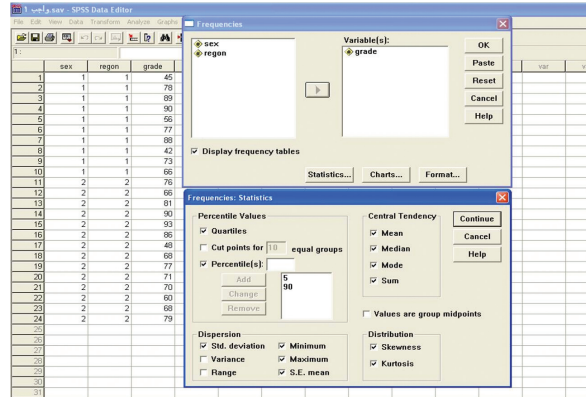 واجب 1.sav - SPSS Data Editor
File Edit View Data Transform Analyze Graphs
1:
sex regon grade var
1 1 1 45
2 1 1 78
3 1 1 89
4 1 1 90
5 1 1 56
6 1 1 77
7 1 1 88
8 1 1 42
9 1 1 73
10 1 1 66
11 2 2 76
12 2 2 66
13 2 2 81
14 2 2 90
15 2 2 93
16 2 2 86
17 2 2 48
18 2 2 68
19 2 2 77
20 2 2 71
21 2 2 70
22 2 2 60
23 2 2 68
24 2 2 79
25
26
27
28
29
30
31
Frequencies
sex
regon
Variable(s):
grade
OK
Paste
Reset
Cancel
Help
Display frequency tables
Statistics... Charts... Format...
Frequencies: Statistics
Percentile Values
Quartiles
Cut points for 10 equal groups
Percentile(s):
Add
Change
Remove
5
90
Central Tendency
Mean
Median
Mode
Sum
Continue
Cancel
Help
Values are group midpoints
Dispersion
Std. deviation Minimum
Variance Maximum
Range S.E. mean
Distribution
Skewness
Kurtosis